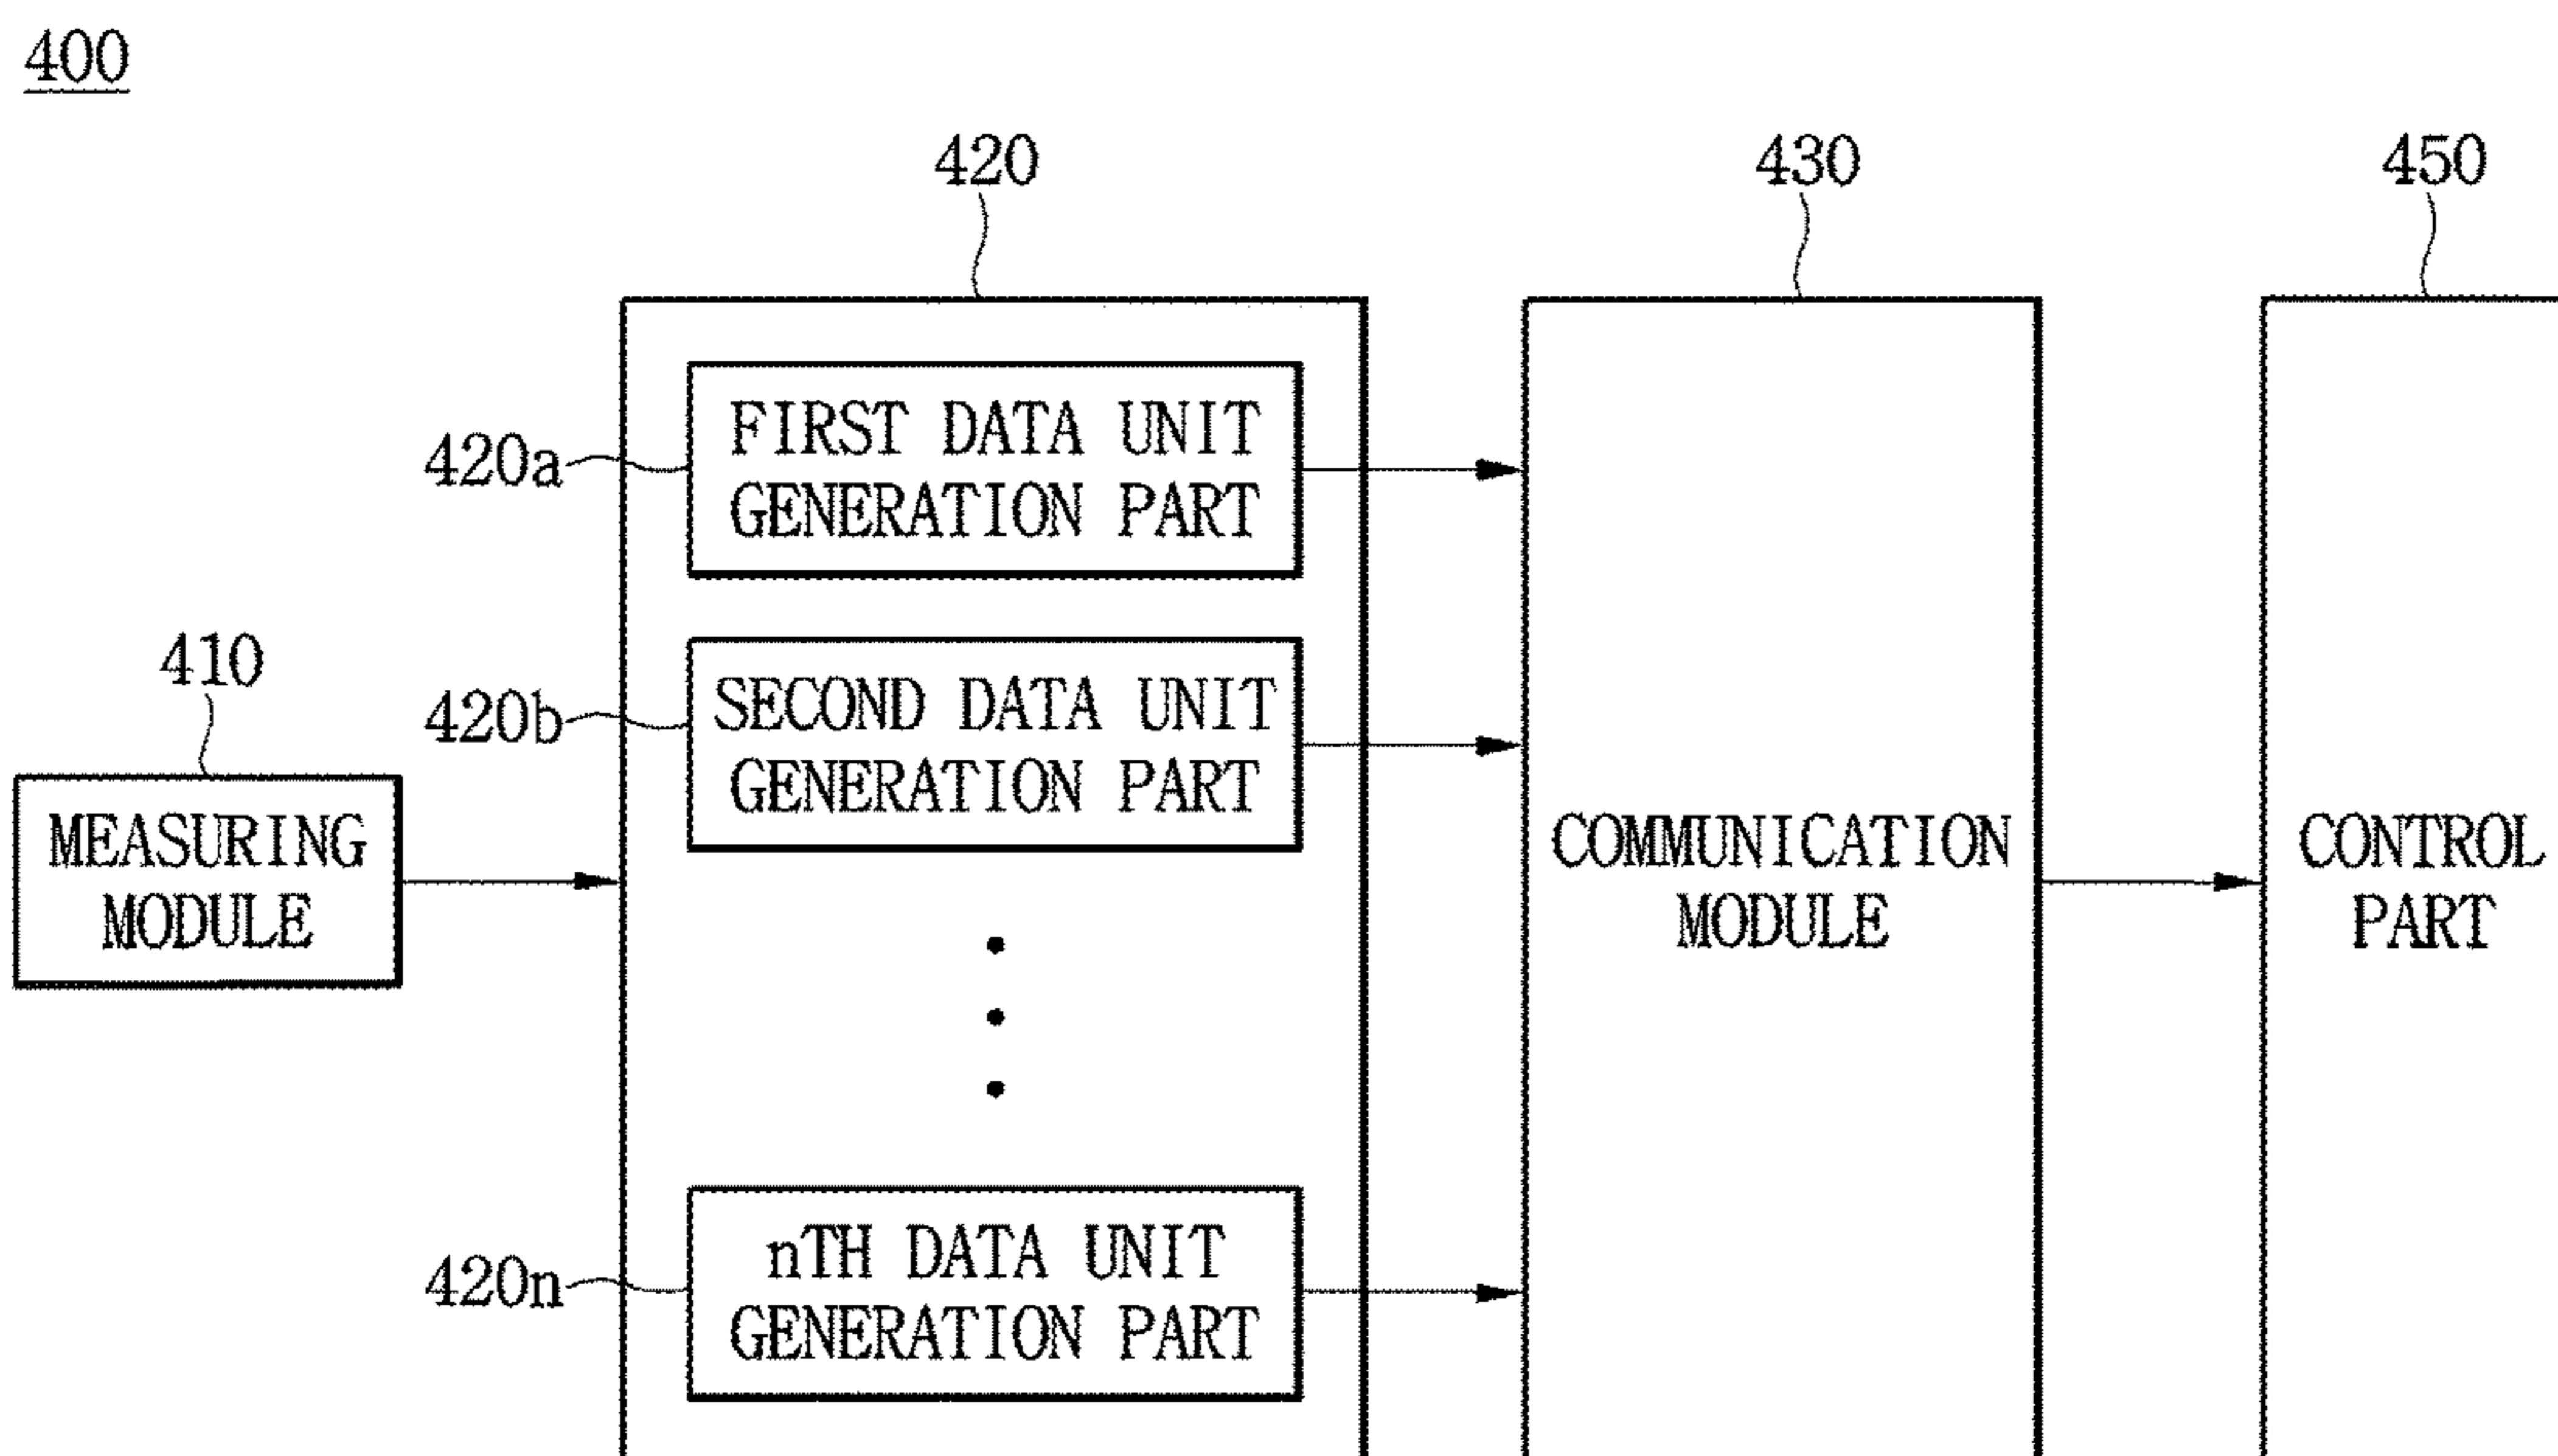 400
420
430
450
FIRST DATA UNIT
GENERATION PART
420a
410
SECOND DATA UNIT
GENERATION PART
420b
MEASURING
MODULE
COMMUNICATION
MODULE
CONTROL
PART
nTH DATA UNIT
GENERATION PART
420n